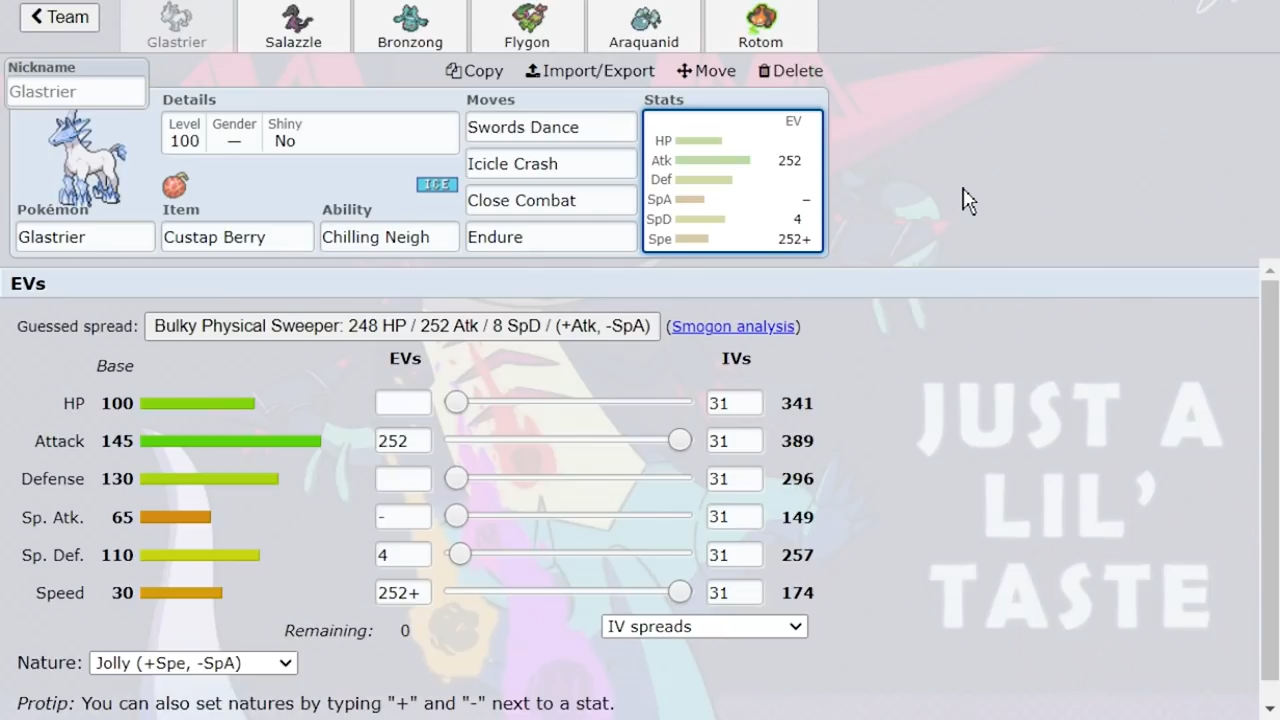 Team
Glastrier Salazzle Bronzong Flygon Araquanid Rotom
Nickname
Glastrier
Copy Import/Export Move Delete
Details Moves Stats
Level Gender Shiny
100 — No
Swords Dance
EV
HP
Icicle Crash
Atk 252
Def
ICE
Close Combat
SpA –
Pokémon Item Ability
SpD 4
Glastrier Custap Berry Chilling Neigh Endure
Spe 252+
EVs
Guessed spread: Bulky Physical Sweeper: 248 HP / 252 Atk / 8 SpD / (+Atk, -SpA) (Smogon analysis)
Base EVs IVs
HP 100 31 341
Attack 145 252 31 389
Defense 130 31 296
Sp. Atk. 65 - 31 149
Sp. Def. 110 4 31 257
Speed 30 252+ 31 174
Remaining: 0 IV spreads
Nature: Jolly (+Spe, -SpA)
Protip: You can also set natures by typing "+" and "-" next to a stat.
JUST A
LIL'
TASTE